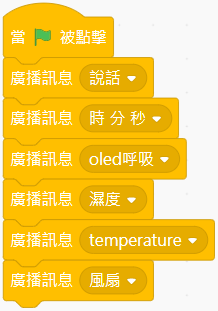 當 被點擊
廣播訊息 說話
廣播訊息 時 分 秒
廣播訊息 oled呼吸
廣播訊息 濕度
廣播訊息 temperature
廣播訊息 風扇